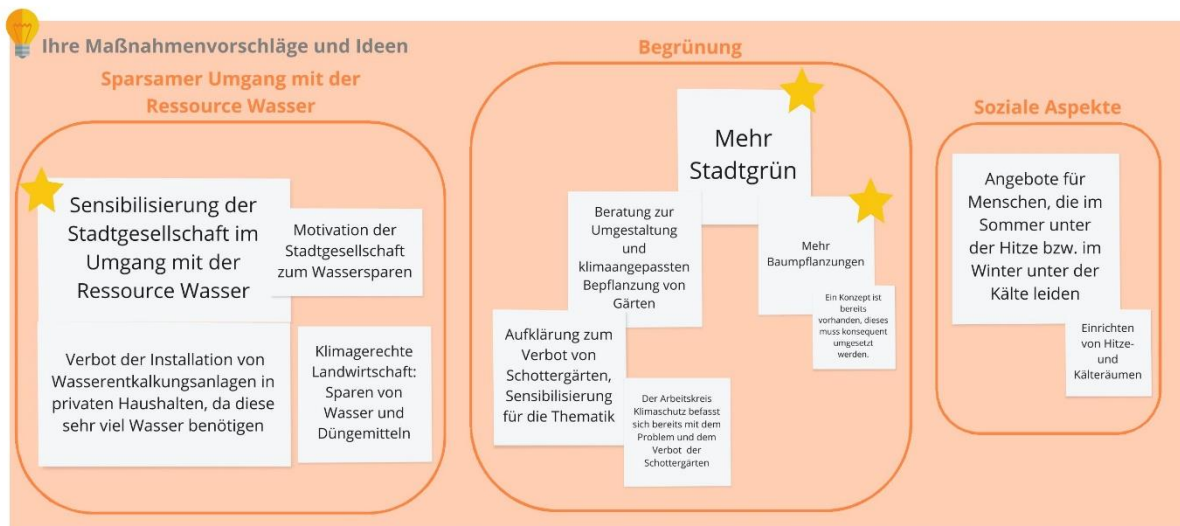 Ihre Maßnahmenvorschläge und Ideen
Sparsamer Umgang mit der
Ressource Wasser
Sensibilisierung der
Stadtgesellschaft im
Umgang mit der
Ressource Wasser
Motivation der
Stadtgesellschaft
zum Wassersparen
Verbot der Installation von
Wasserentkalkungsanlagen in
privaten Haushalten, da diese
sehr viel Wasser benötigen
Klimagerechte
Landwirtschaft:
Sparen von
Wasser und
Düngemitteln
Begrünung
Mehr
Stadtgrün
Beratung zur
Umgestaltung
und
klimaangepassten
Bepflanzung von
Gärten
Mehr
Baumpflanzungen
Ein Konzept ist
bereits
vorhanden, dieses
muss konsequent
umgesetzt
werden.
Aufklärung zum
Verbot von
Schottergärten,
Sensibilisierung
für die Thematik
Der Arbeitskreis
Klimaschutz befasst
sich bereits mit dem
Problem und dem
Verbot der
Schottergärten
Soziale Aspekte
Angebote für
Menschen, die im
Sommer unter
der Hitze bzw. im
Winter unter der
Kälte leiden
Einrichten
von Hitze-
und
Kälteräumen